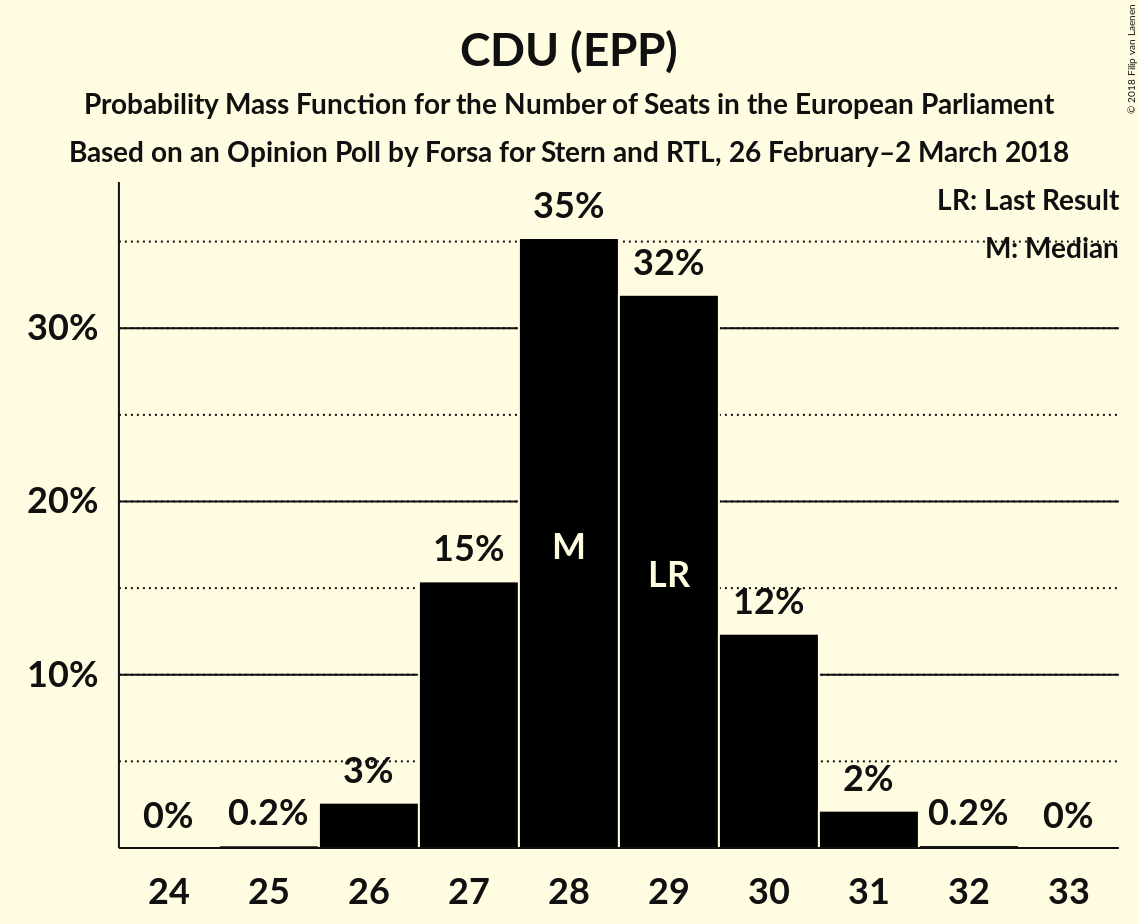 CDU (EPP)
Probability Mass Function for the Number of Seats in the European Parliament
Based on an Opinion Poll by Forsa for Stern and RTL, 26 February–2 March 2018
© 2018 Filip van Laenen
LR: Last Result
M: Median
35%
32%
30%
20%
15%
M
LR
12%
10%
3%
2%
0%
0.2%
0.2%
0%
24 25 26 27 28 29 30 31 32 33